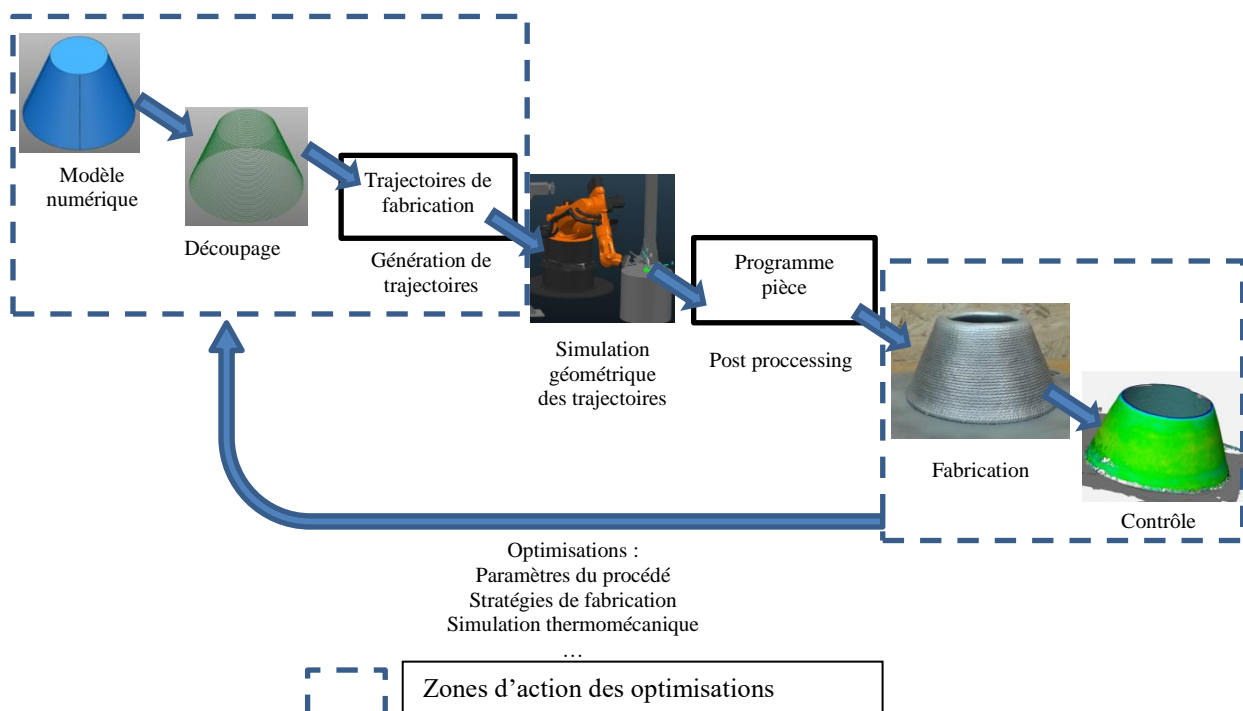 Modèle
numérique
Découpage
Trajectoires de
fabrication
Génération de
trajectoires
Simulation
géométrique
des trajectoires
Programme
pièce
Post proccessing
Fabrication
Contrôle
Optimisations :
Paramètres du procédé
Stratégies de fabrication
Simulation thermomécanique
…
Zones d’action des optimisations